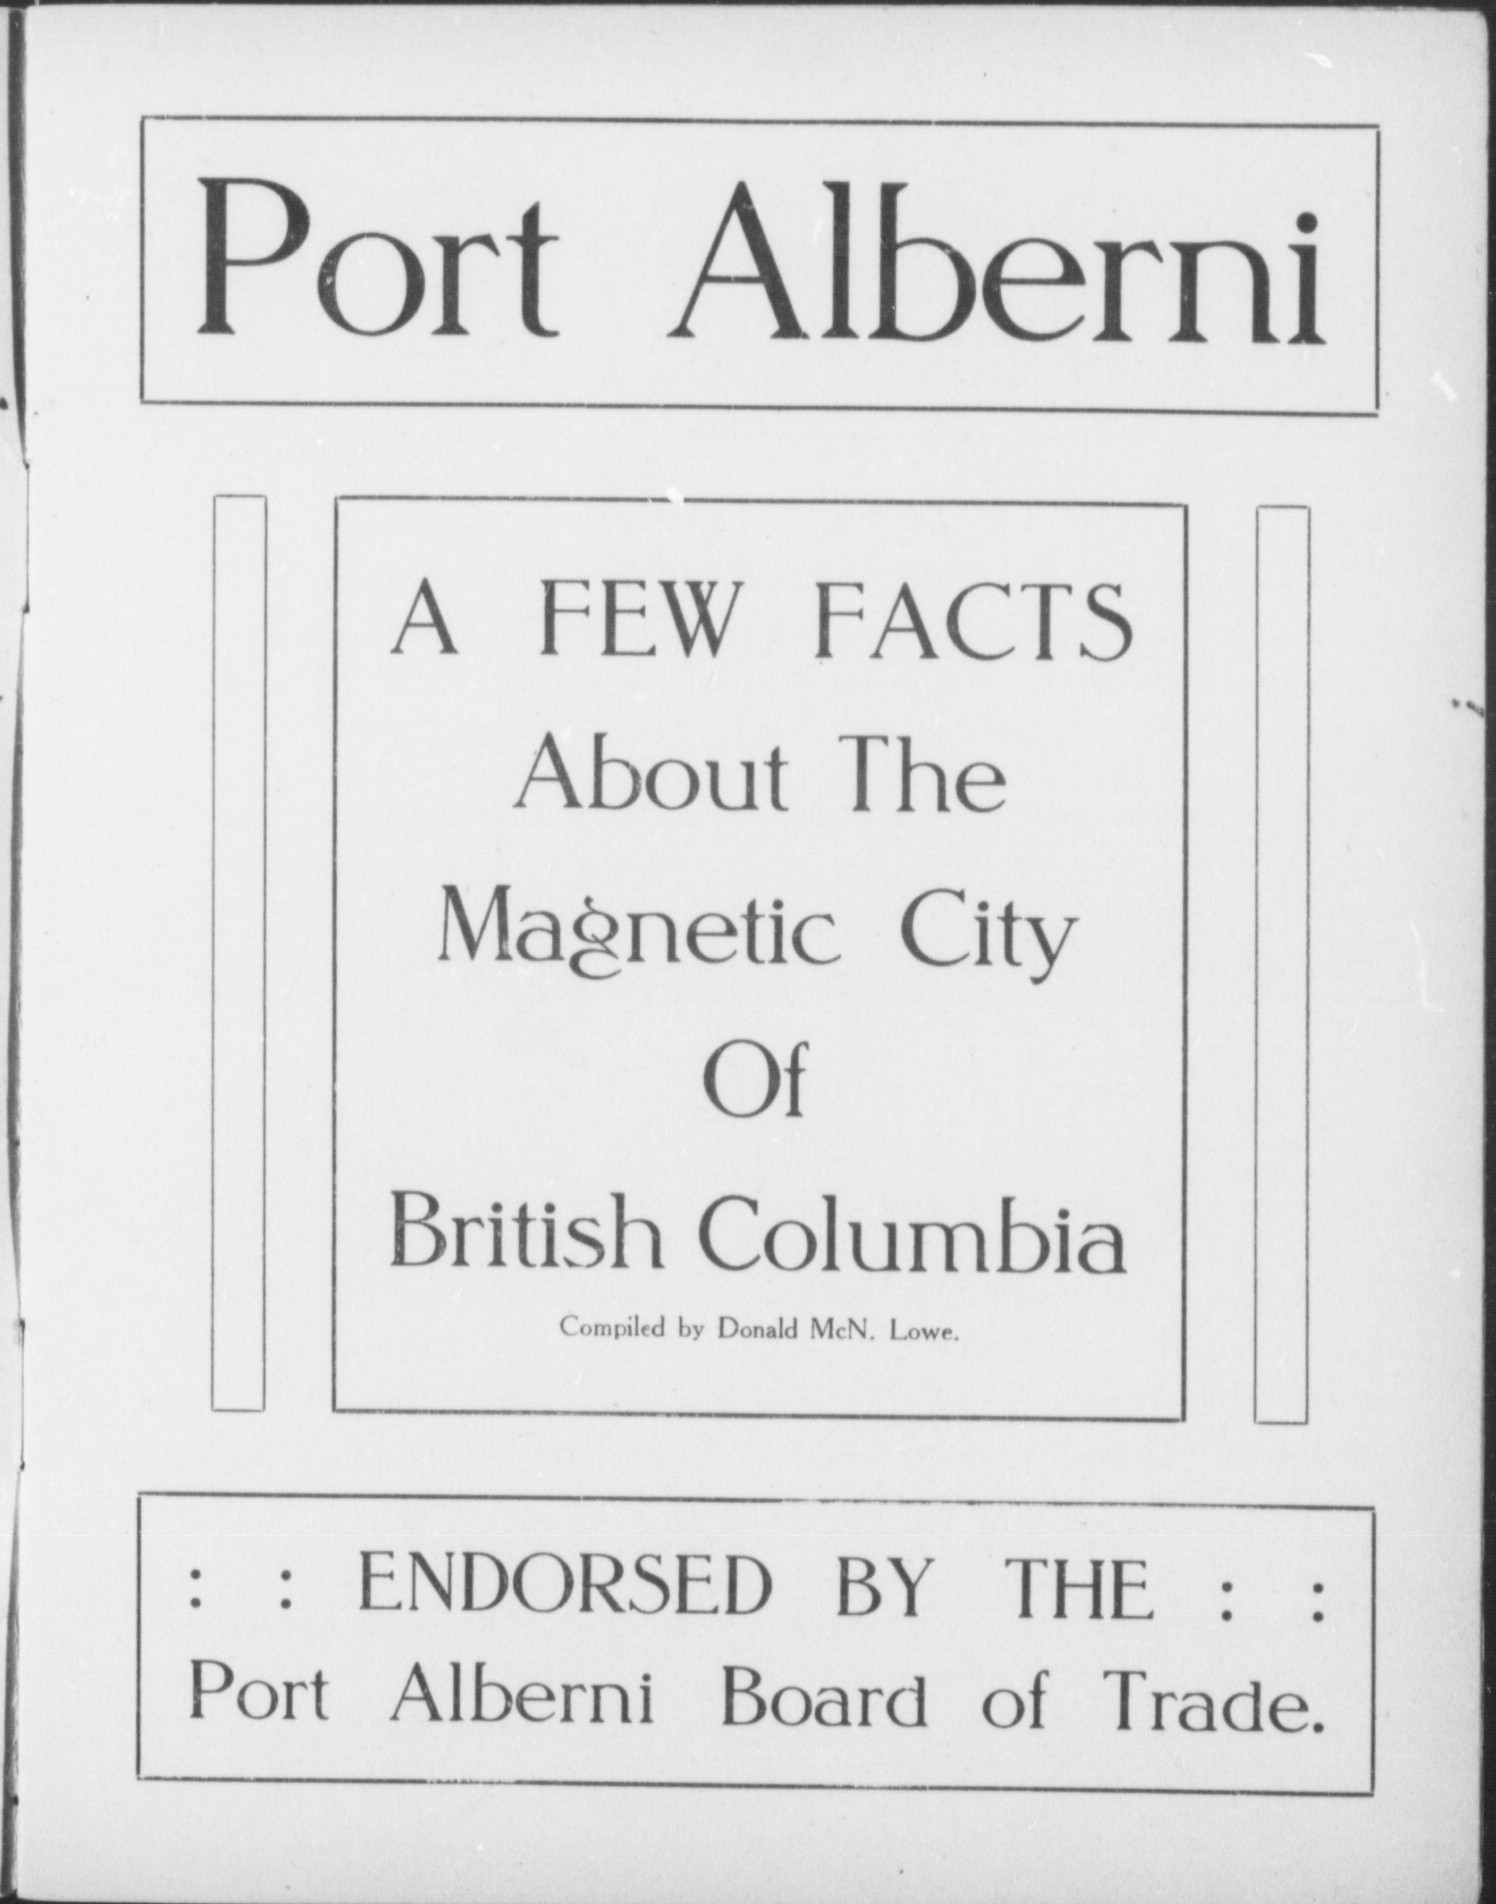 Port Alberni
A FEW FACTS
About The
Magnetic City
Of
British Columbia
Compiled by Donald McN. Lowe.
: : ENDORSED BY THE : :
Port Alberni Board of Trade.